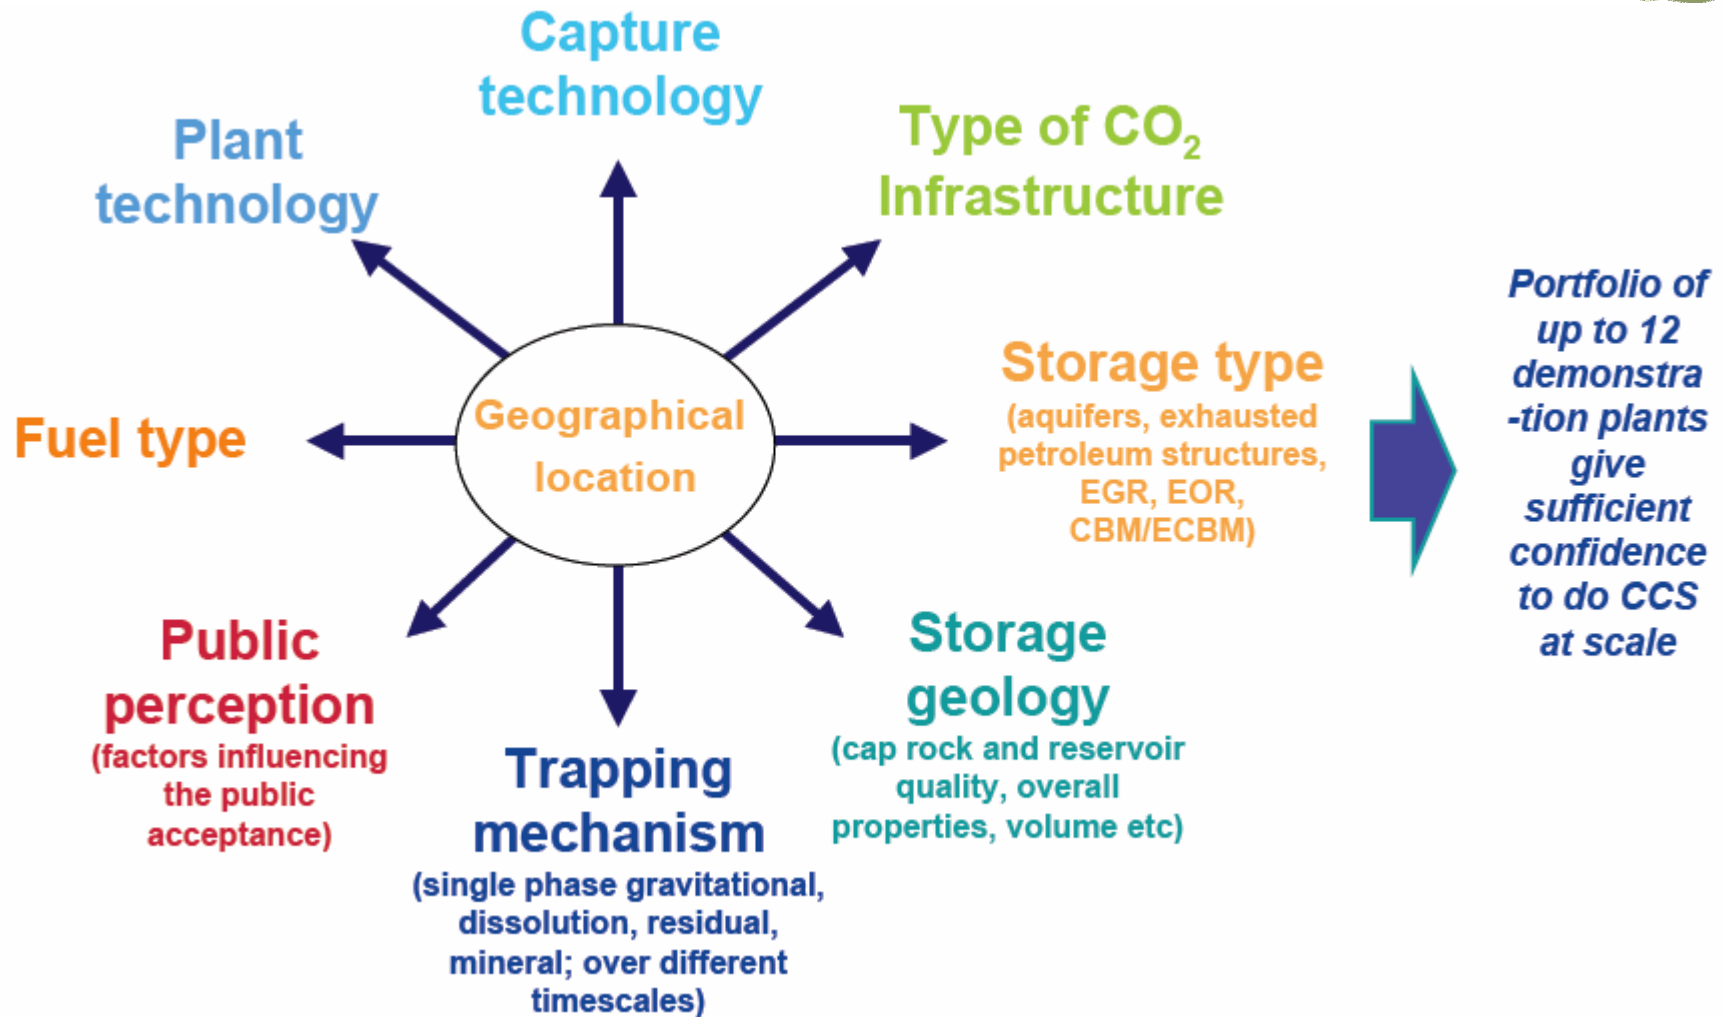 Capture
technology
Plant
technology
Type of CO₂
Infrastructure
Fuel type
Geographical
location
Storage type
(aquifers, exhausted
petroleum structures,
EGR, EOR,
CBM/ECBM)
Portfolio of
up to 12
demonstra
-tion plants
give
sufficient
confidence
to do CCS
at scale
Public
perception
(factors influencing
the public
acceptance)
Trapping
mechanism
(single phase gravitational,
dissolution, residual,
mineral; over different
timescales)
Storage
geology
(cap rock and reservoir
quality, overall
properties, volume etc)